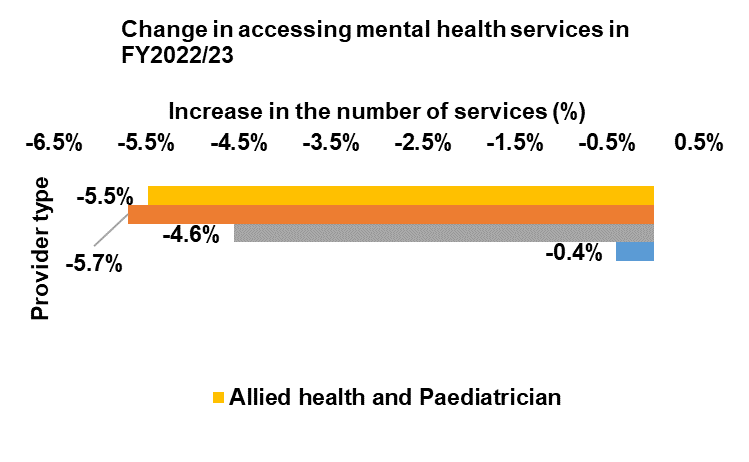 Change in accessing mental health services in
FY2022/23
Increase in the number of services (%)
-6.5% -5.5% -4.5% -3.5% -2.5% -1.5% -0.5% 0.5%
Provider type
-5.5%
-5.7%
-4.6%
-0.4%
Allied health and Paediatrician